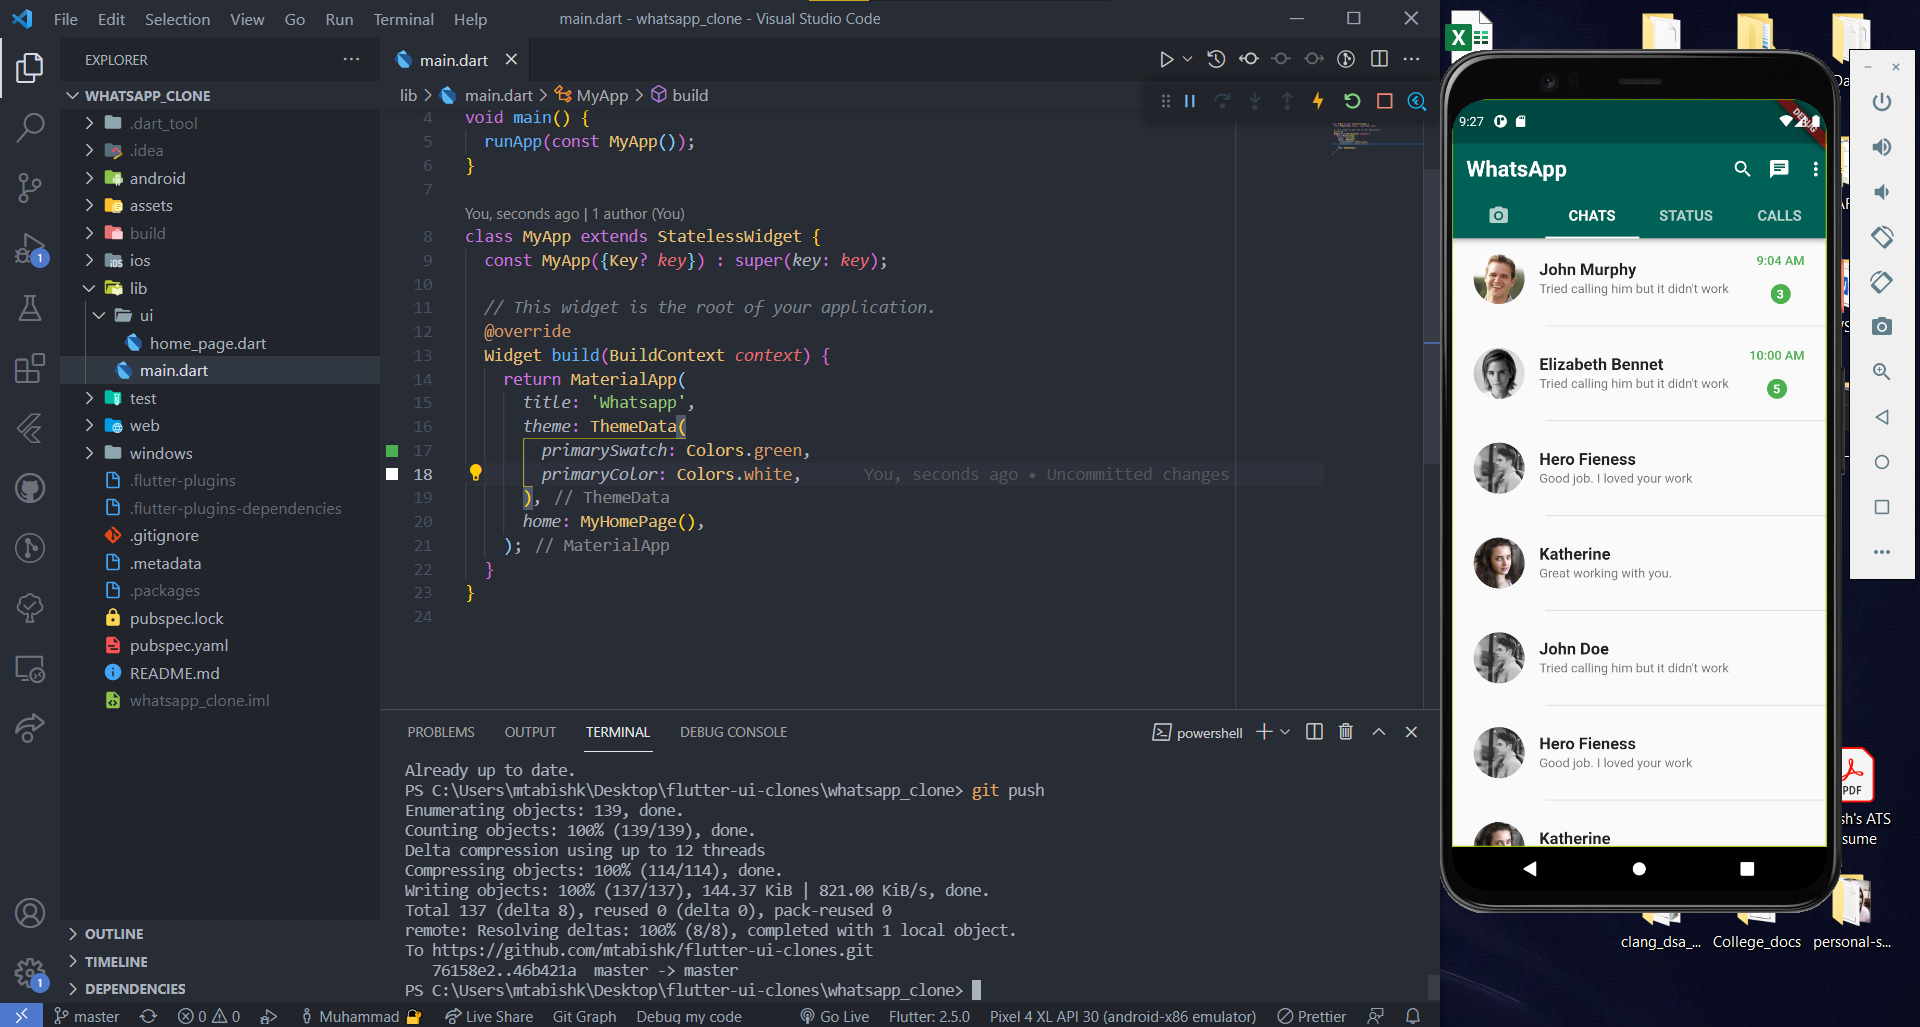 File Edit Selection View Go Run Terminal Help
main.dart - whatsapp_clone - Visual Studio Code
EXPLORER
WHATSAPP_CLONE
.dart_tool
.idea
android
assets
build
ios
lib
ui
home_page.dart
main.dart
test
web
windows
.flutter-plugins
.flutter-plugins-dependencies
.gitignore
.metadata
.packages
pubspec.lock
pubspec.yaml
README.md
whatsapp_clone.iml
OUTLINE
TIMELINE
DEPENDENCIES
1
1
main.dart
lib > main.dart > MyApp > build
4 void main() {
5 runApp(const MyApp());
6 }
7
You, seconds ago | 1 author (You)
8 class MyApp extends StatelessWidget {
9 const MyApp({Key? key}) : super(key: key);
10
11 // This widget is the root of your application.
12 @override
13 Widget build(BuildContext context) {
14 return MaterialApp(
15 title: 'Whatsapp',
16 theme: ThemeData(
17 primarySwatch: Colors.green,
18 primaryColor: Colors.white, You, seconds ago • Uncommitted changes
19 ), // ThemeData
20 home: MyHomePage(),
21 ); // MaterialApp
22 }
23 }
24
PROBLEMS OUTPUT TERMINAL DEBUG CONSOLE
powershell
Already up to date.
PS C:\Users\mtabishk\Desktop\flutter-ui-clones\whatsapp_clone> git push
Enumerating objects: 139, done.
Counting objects: 100% (139/139), done.
Delta compression using up to 12 threads
Compressing objects: 100% (114/114), done.
Writing objects: 100% (137/137), 144.37 KiB | 821.00 KiB/s, done.
Total 137 (delta 8), reused 0 (delta 0), pack-reused 0
remote: Resolving deltas: 100% (8/8), completed with 1 local object.
To https://github.com/mtabishk/flutter-ui-clones.git
76158e2..46b421a master -> master
PS C:\Users\mtabishk\Desktop\flutter-ui-clones\whatsapp_clone>
master 0 0 Muhammad Live Share Git Graph Debug my code Go Live Flutter: 2.5.0 Pixel 4 XL API 30 (android-x86 emulator) Prettier
9:27
DEBUG
WhatsApp
CHATS STATUS CALLS
John Murphy 9:04 AM
Tried calling him but it didn't work 3
Elizabeth Bennet 10:00 AM
Tried calling him but it didn't work 5
Hero Fieness
Good job. I loved your work
Katherine
Great working with you.
John Doe
Tried calling him but it didn't work
Hero Fieness
Good job. I loved your work
Katherine
PDF
sh's ATS
sume
clang_dsa_... College_docs personal-s...